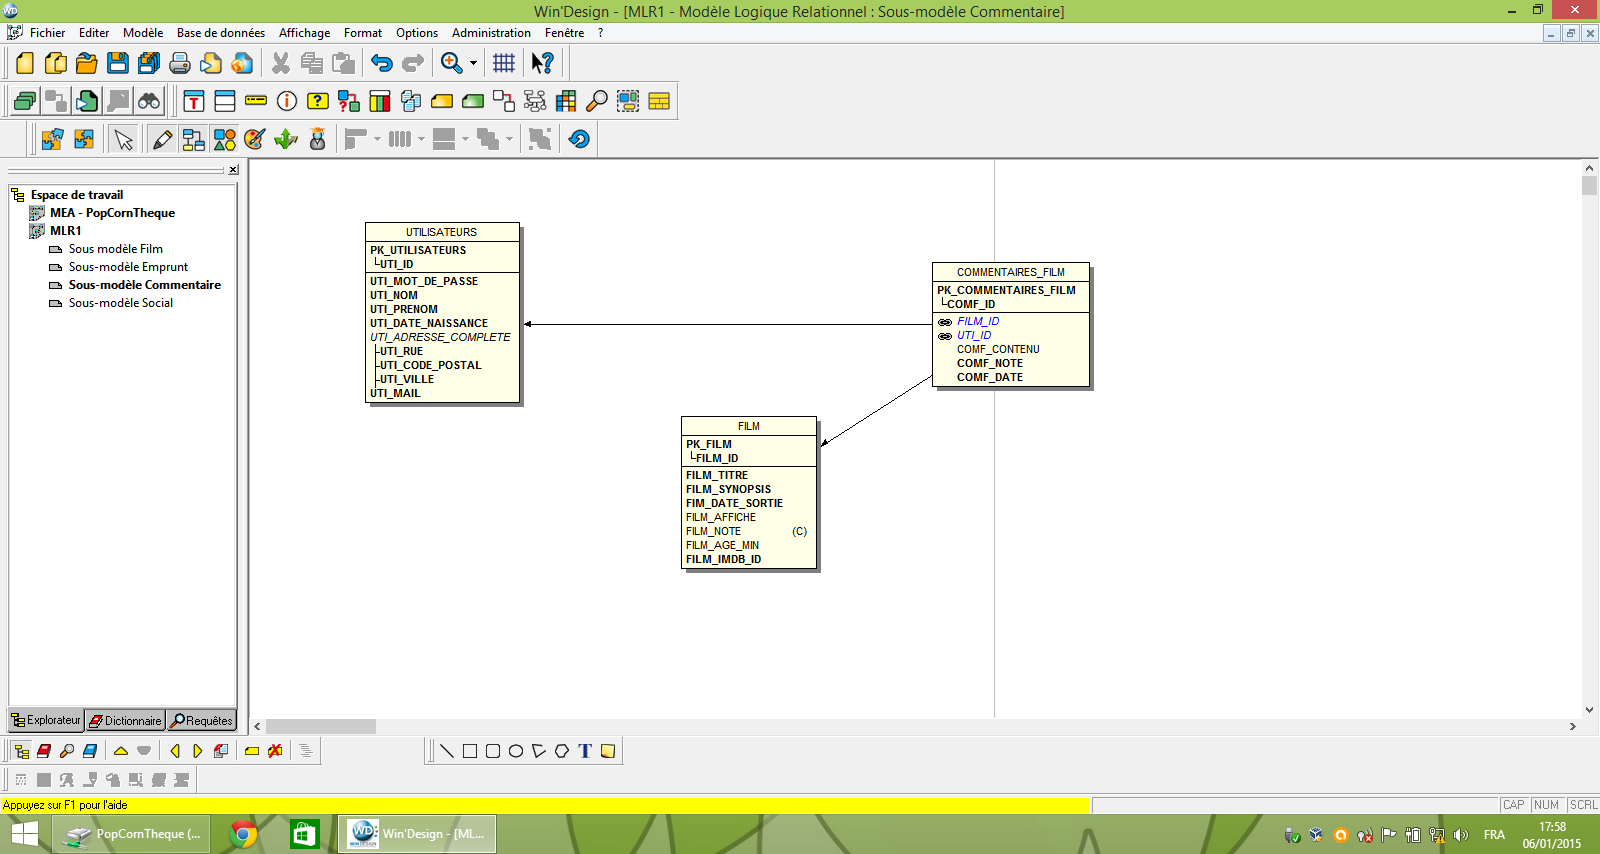 Win'Design - [MLR1 - Modèle Logique Relationnel : Sous-modèle Commentaire]
Fichier Editer Modèle Base de données Affichage Format Options Administration Fenêtre ?
Espace de travail
MEA - PopCornTheque
MLR1
Sous modèle Film
Sous-modèle Emprunt
Sous-modèle Commentaire
Sous-modèle Social
UTILISATEURS
PK_UTILISATEURS
UTI_ID
UTI_MOT_DE_PASSE
UTI_NOM
UTI_PRENOM
UTI_DATE_NAISSANCE
UTI_ADRESSE_COMPLETE
UTI_RUE
UTI_CODE_POSTAL
UTI_VILLE
UTI_MAIL
COMMENTAIRES_FILM
PK_COMMENTAIRES_FILM
COMF_ID
FILM_ID
UTI_ID
COMF_CONTENU
COMF_NOTE
COMF_DATE
FILM
PK_FILM
FILM_ID
FILM_TITRE
FILM_SYNOPSIS
FIM_DATE_SORTIE
FILM_AFFICHE
FILM_NOTE (C)
FILM_AGE_MIN
FILM_IMDB_ID
Explorateur Dictionnaire Requêtes
Appuyez sur F1 pour l'aide
CAP NUM SCRL
PopCornTheque (...
Win'Design - [ML...
FRA
17:58
06/01/2015